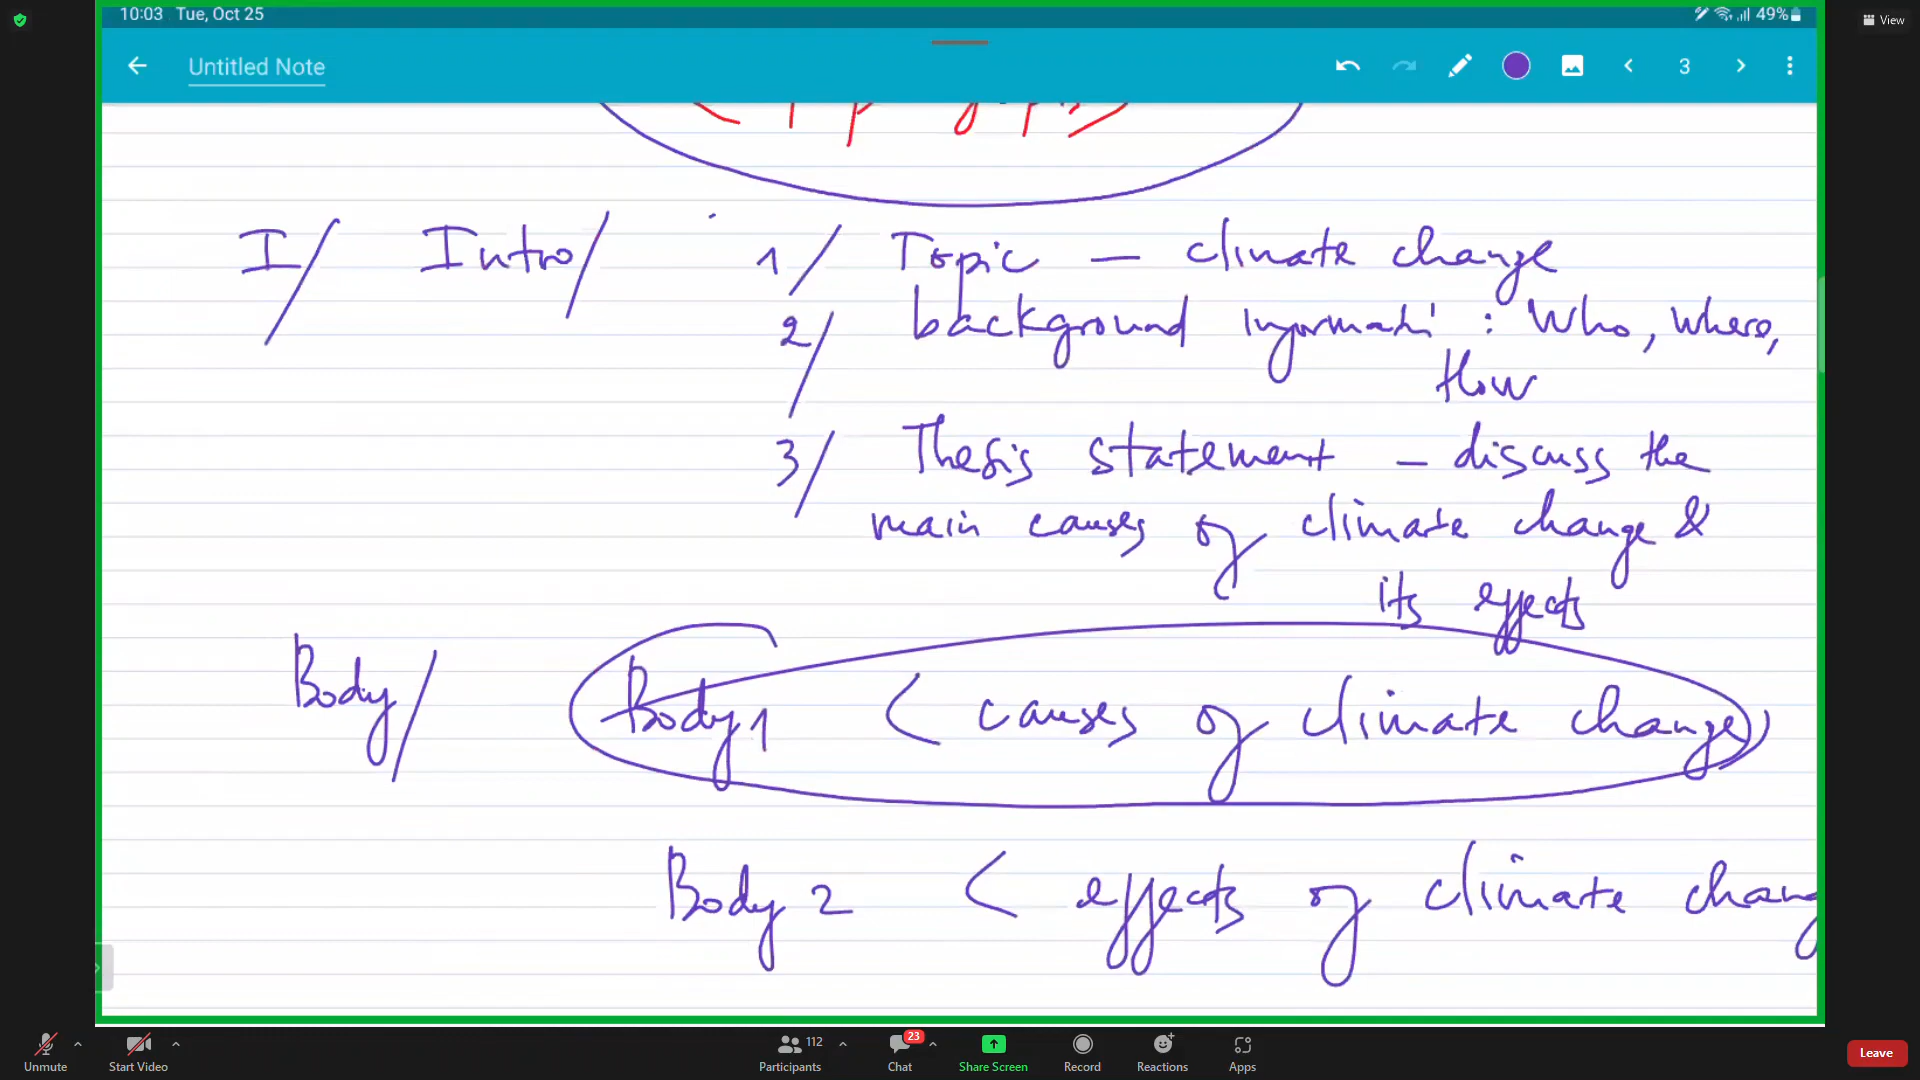 10:03 Tue, Oct 25
49%
View
Untitled Note
3
I/ Intro/ 1/ Topic — climate change
2/ background : Who, where,
How
3/ Thesis statement – discuss the
main causes of climate change &
its effects
Body/ Body 1 ( causes of climate change)
Body 2 ( effects of climate chang
Unmute
Start Video
112
Participants
23
Chat
Share Screen
Record
Reactions
Apps
Leave